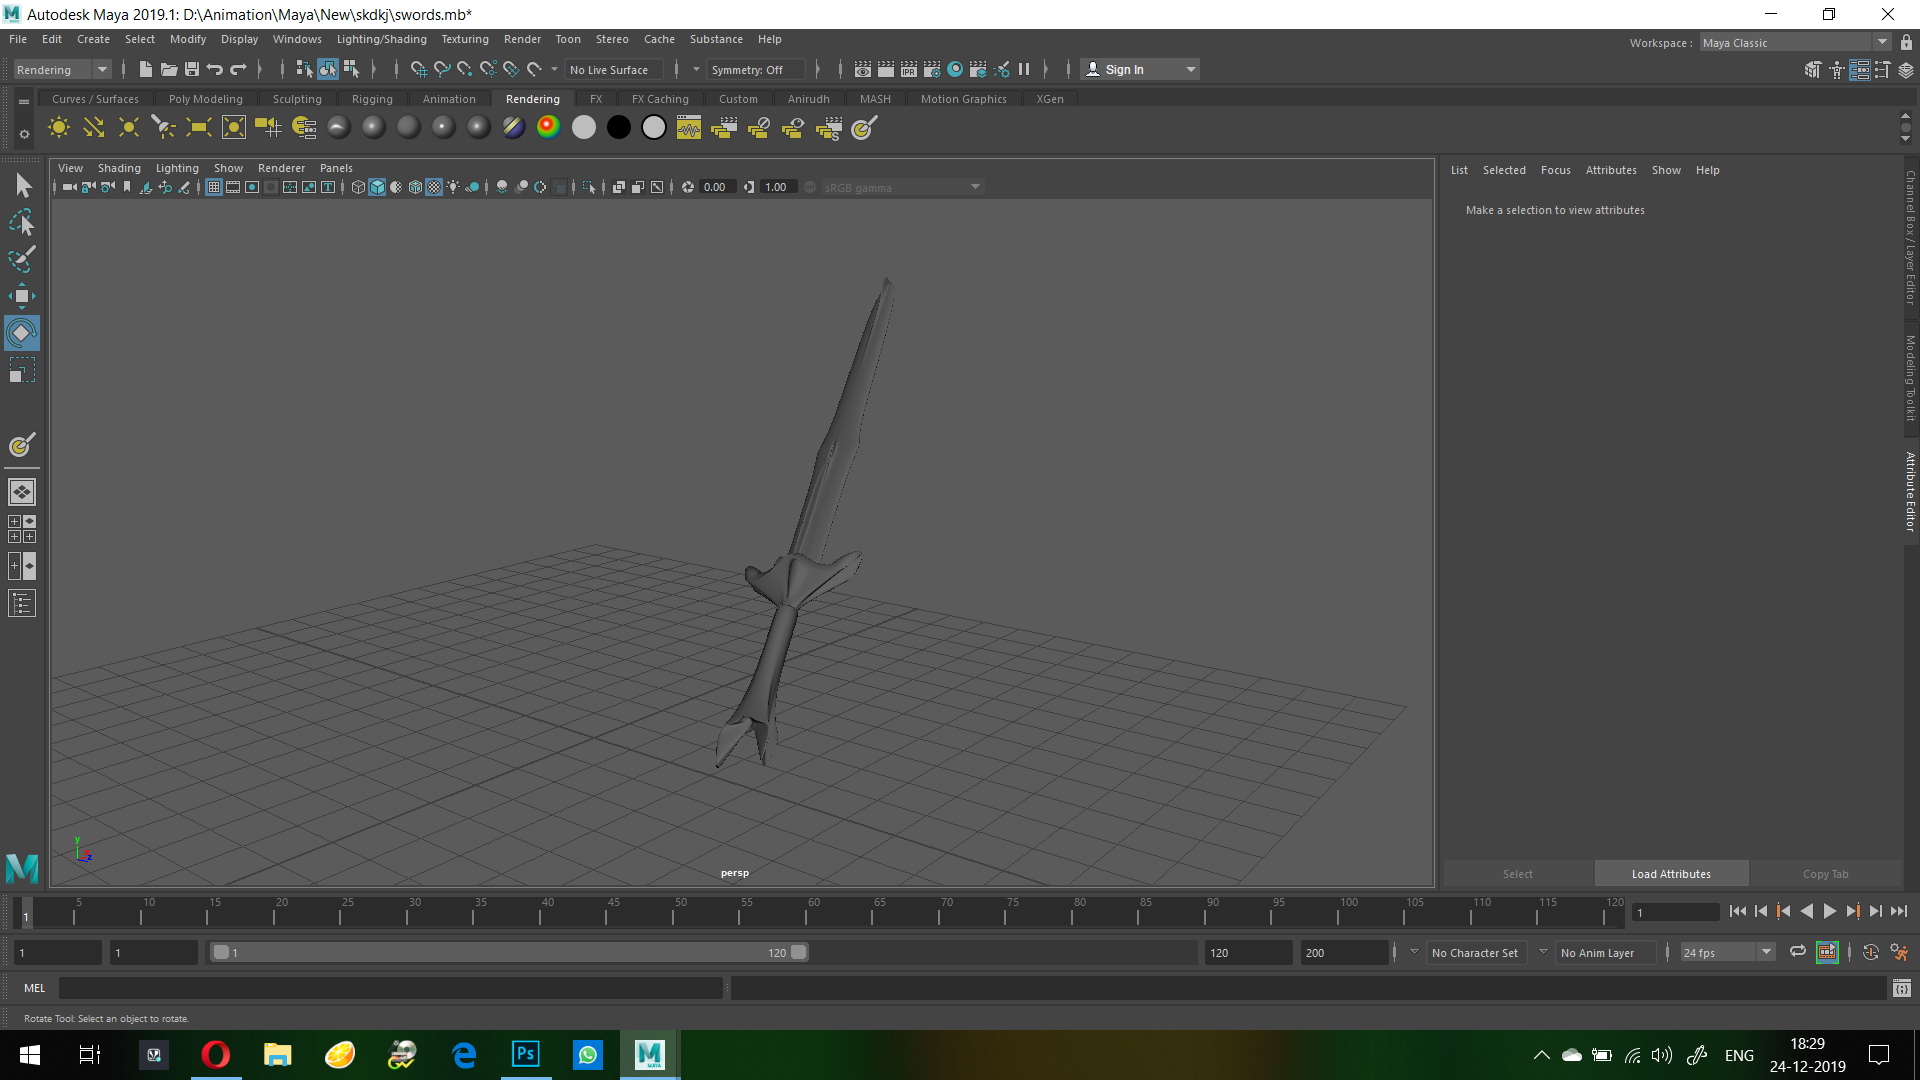 Autodesk Maya 2019.1: D:\Animation\Maya\New\skdkj\swords.mb*
File Edit Create Select Modify Display Windows Lighting/Shading Texturing Render Toon Stereo Cache Substance Help
Workspace : Maya Classic
Rendering No Live Surface Symmetry: Off Sign In
Curves / Surfaces Poly Modeling Sculpting Rigging Animation Rendering FX FX Caching Custom Anirudh MASH Motion Graphics XGen
View Shading Lighting Show Renderer Panels
0.00 1.00 sRGB gamma
List Selected Focus Attributes Show Help
Make a selection to view attributes
Channel Box / Layer Editor
Modeling Toolkit
Attribute Editor
y
z
persp
Select Load Attributes Copy Tab
1 5 10 15 20 25 30 35 40 45 50 55 60 65 70 75 80 85 90 95 100 105 110 115 120 1
1 1 1 120 120 200 No Character Set No Anim Layer 24 fps
MEL
Rotate Tool: Select an object to rotate.
Ps
MAYA
ENG
18:29
24-12-2019